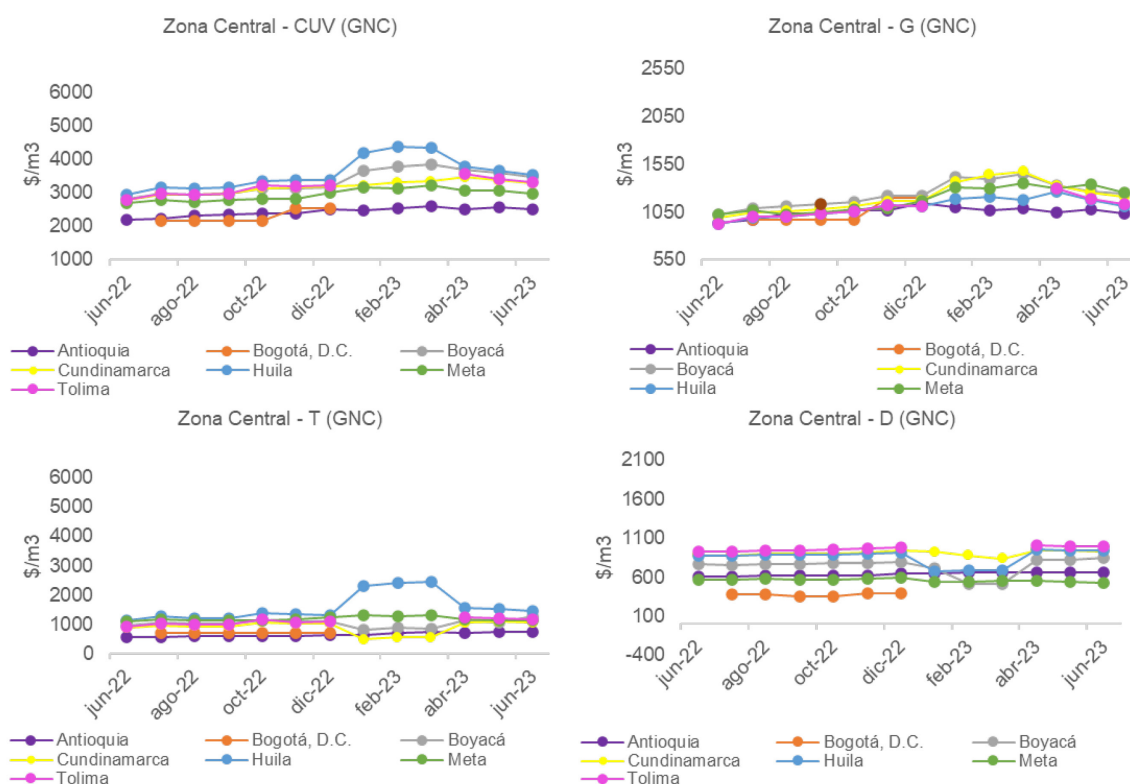 Zona Central - CUV (GNC)
$/m3
6000
5000
4000
3000
2000
1000
jun-22 ago-22 oct-22 dic-22 feb-23 abr-23 jun-23
Antioquia Bogotá, D.C. Boyacá
Cundinamarca Huila Meta
Tolima
Zona Central - G (GNC)
$/m3
2550
2050
1550
1050
550
jun-22 ago-22 oct-22 dic-22 feb-23 abr-23 jun-23
Antioquia Bogotá, D.C.
Boyacá Cundinamarca
Huila Meta
Zona Central - T (GNC)
$/m3
6000
5000
4000
3000
2000
1000
0
jun-22 ago-22 oct-22 dic-22 feb-23 abr-23 jun-23
Antioquia Bogotá, D.C. Boyacá
Cundinamarca Huila Meta
Tolima
Zona Central - D (GNC)
$/m3
2100
1600
1100
600
100
-400
jun-22 ago-22 oct-22 dic-22 feb-23 abr-23 jun-23
Antioquia Bogotá, D.C. Boyacá
Cundinamarca Huila Meta
Tolima